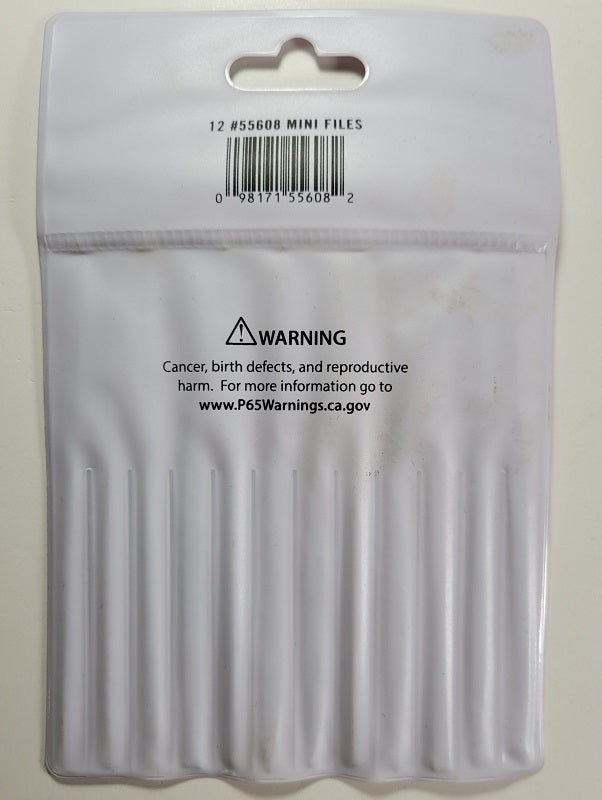 12 #55608 MINI FILES
0 98171 55608 2
WARNING
Cancer, birth defects, and reproductive
harm. For more information go to
www.P65Warnings.ca.gov